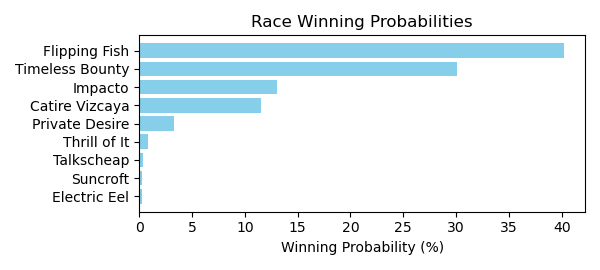 Race Winning Probabilities
Flipping Fish
Timeless Bounty
Impacto
Catire Vizcaya
Private Desire
Thrill of It
Talkscheap
Suncroft
Electric Eel
0 5 10 15 20 25 30 35 40
Winning Probability (%)